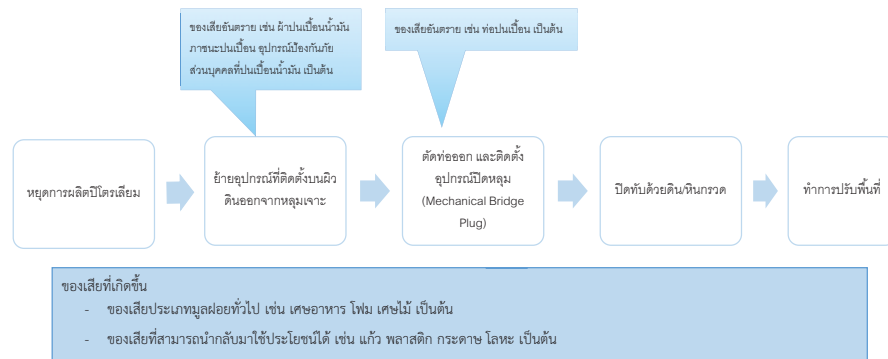 ของเสียอันตราย เช่น ผ้าปนเปื้อนน้ำมัน
ภาชนะปนเปื้อน อุปกรณ์ป้องกันภัย
ส่วนบุคคลที่ปนเปื้อนน้ำมัน เป็นต้น
ของเสียอันตราย เช่น ท่อปนเปื้อน เป็นต้น
หยุดการผลิตปิโตรเลียม
ย้ายอุปกรณ์ที่ติดตั้งบนผิว
ดินออกจากหลุมเจาะ
ตัดท่อออก และติดตั้ง
อุปกรณ์ปิดหลุม
(Mechanical Bridge
Plug)
ปิดทับด้วยดิน/หินกรวด
ทำการปรับพื้นที่
ของเสียที่เกิดขึ้น
- ของเสียประเภทมูลฝอยทั่วไป เช่น เศษอาหาร โฟม เศษไม้ เป็นต้น
- ของเสียที่สามารถนำกลับมาใช้ประโยชน์ได้ เช่น แก้ว พลาสติก กระดาษ โลหะ เป็นต้น